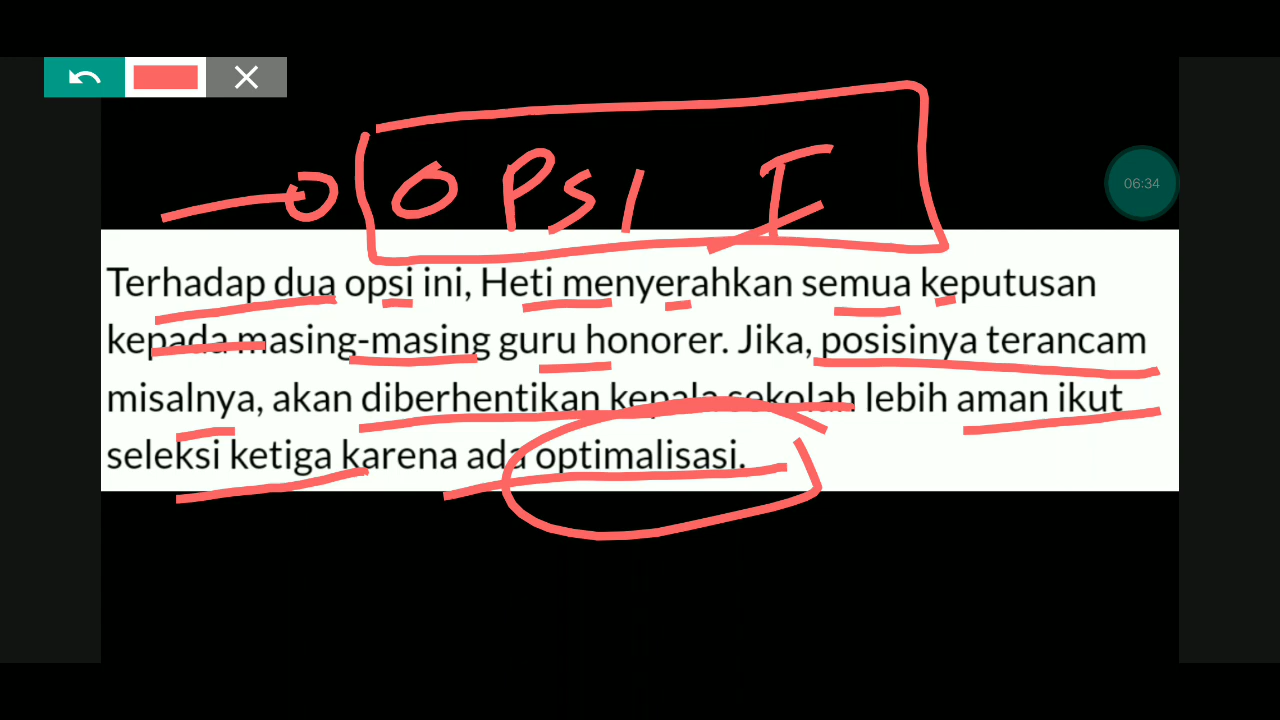 OPSI I
06:34
Terhadap dua opsi ini, Heti menyerahkan semua keputusan
kepada masing-masing guru honorer. Jika, posisinya terancam
misalnya, akan diberhentikan kepala sekolah lebih aman ikut
seleksi ketiga karena ada optimalisasi.